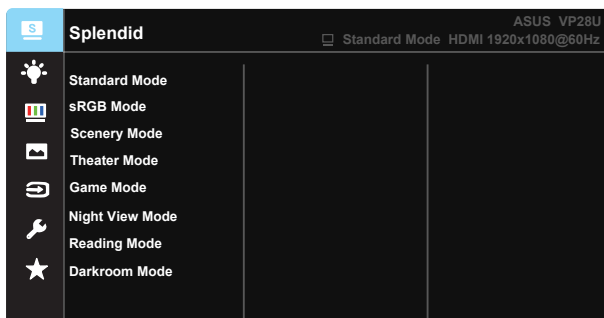 S
Splendid
ASUS VP28U
Standard Mode HDMI 1920x1080@60Hz
Standard Mode
sRGB Mode
Scenery Mode
Theater Mode
Game Mode
Night View Mode
Reading Mode
Darkroom Mode